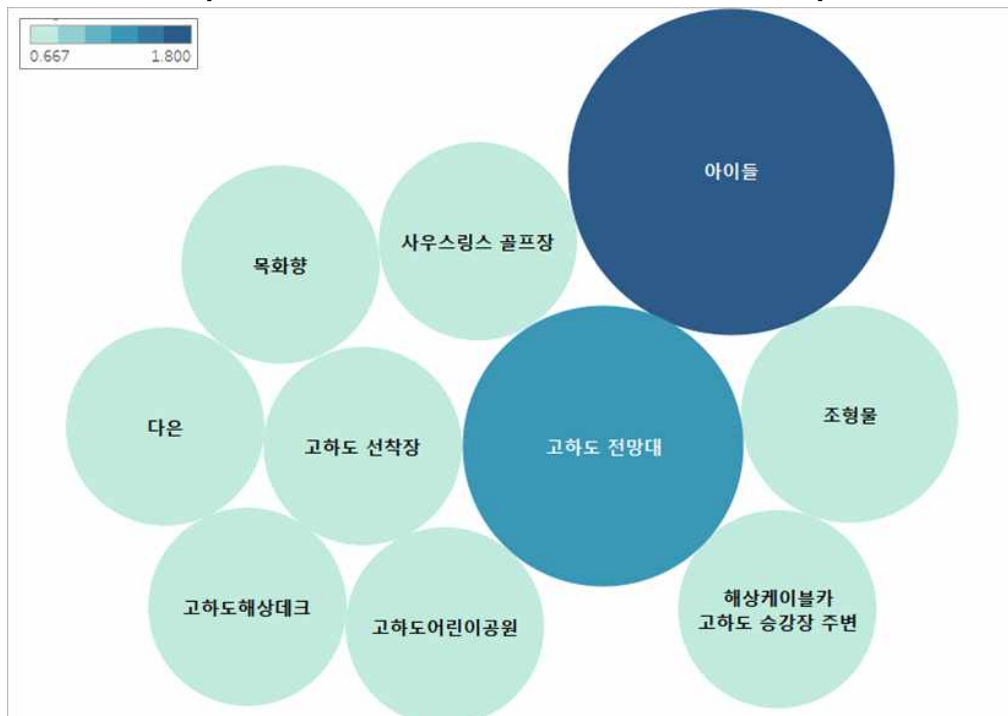 0.667 1.800
아이들
사우스링스 골프장
목화향
조형물
다은
고하도 선착장
고하도 전망대
고하도해상데크
고하도어린이공원
해상케이블카
고하도 승강장 주변